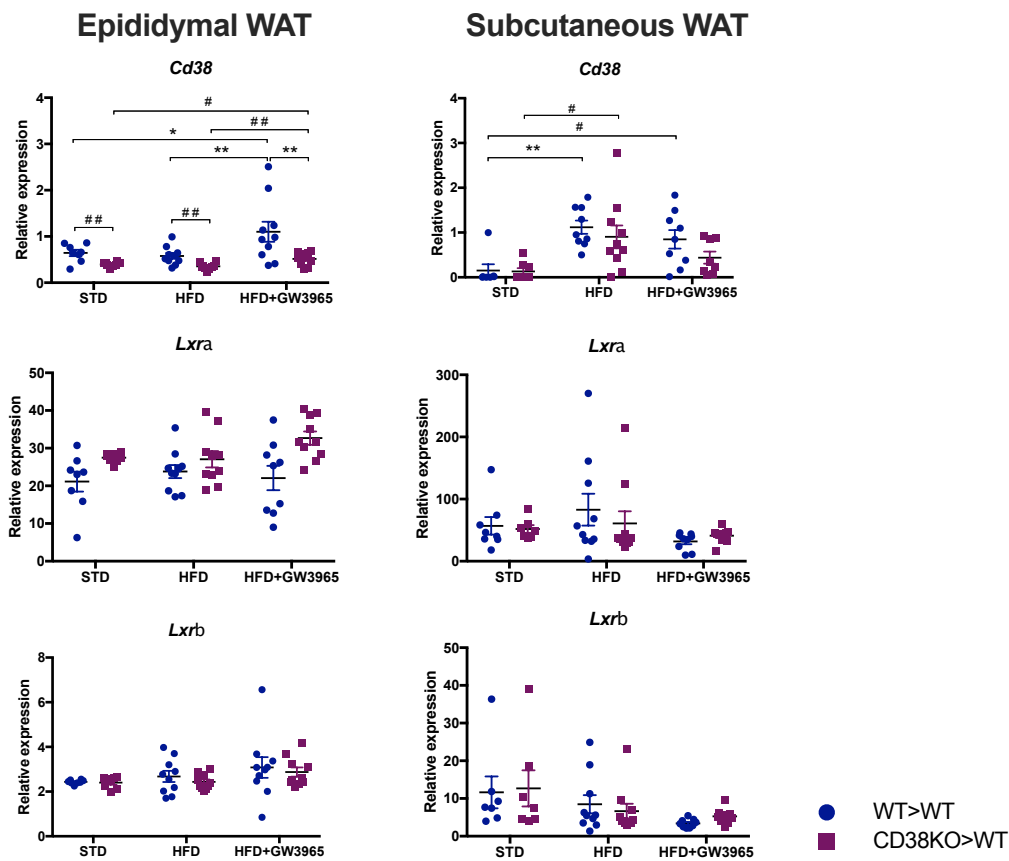 Epididymal WAT
Cd38
Relative expression
4
3
2
1
0
#
##
*
** **
## ##
STD HFD HFD+GW3965
Lxra
Relative expression
50
40
30
20
10
0
STD HFD HFD+GW3965
Lxrb
Relative expression
8
6
4
2
0
STD HFD HFD+GW3965
Subcutaneous WAT
Cd38
Relative expression
4
3
2
1
0
#
#
**
STD HFD HFD+GW3965
Lxra
Relative expression
300
200
100
0
STD HFD HFD+GW3965
Lxrb
Relative expression
50
40
30
20
10
0
STD HFD HFD+GW3965
WT>WT
CD38KO>WT